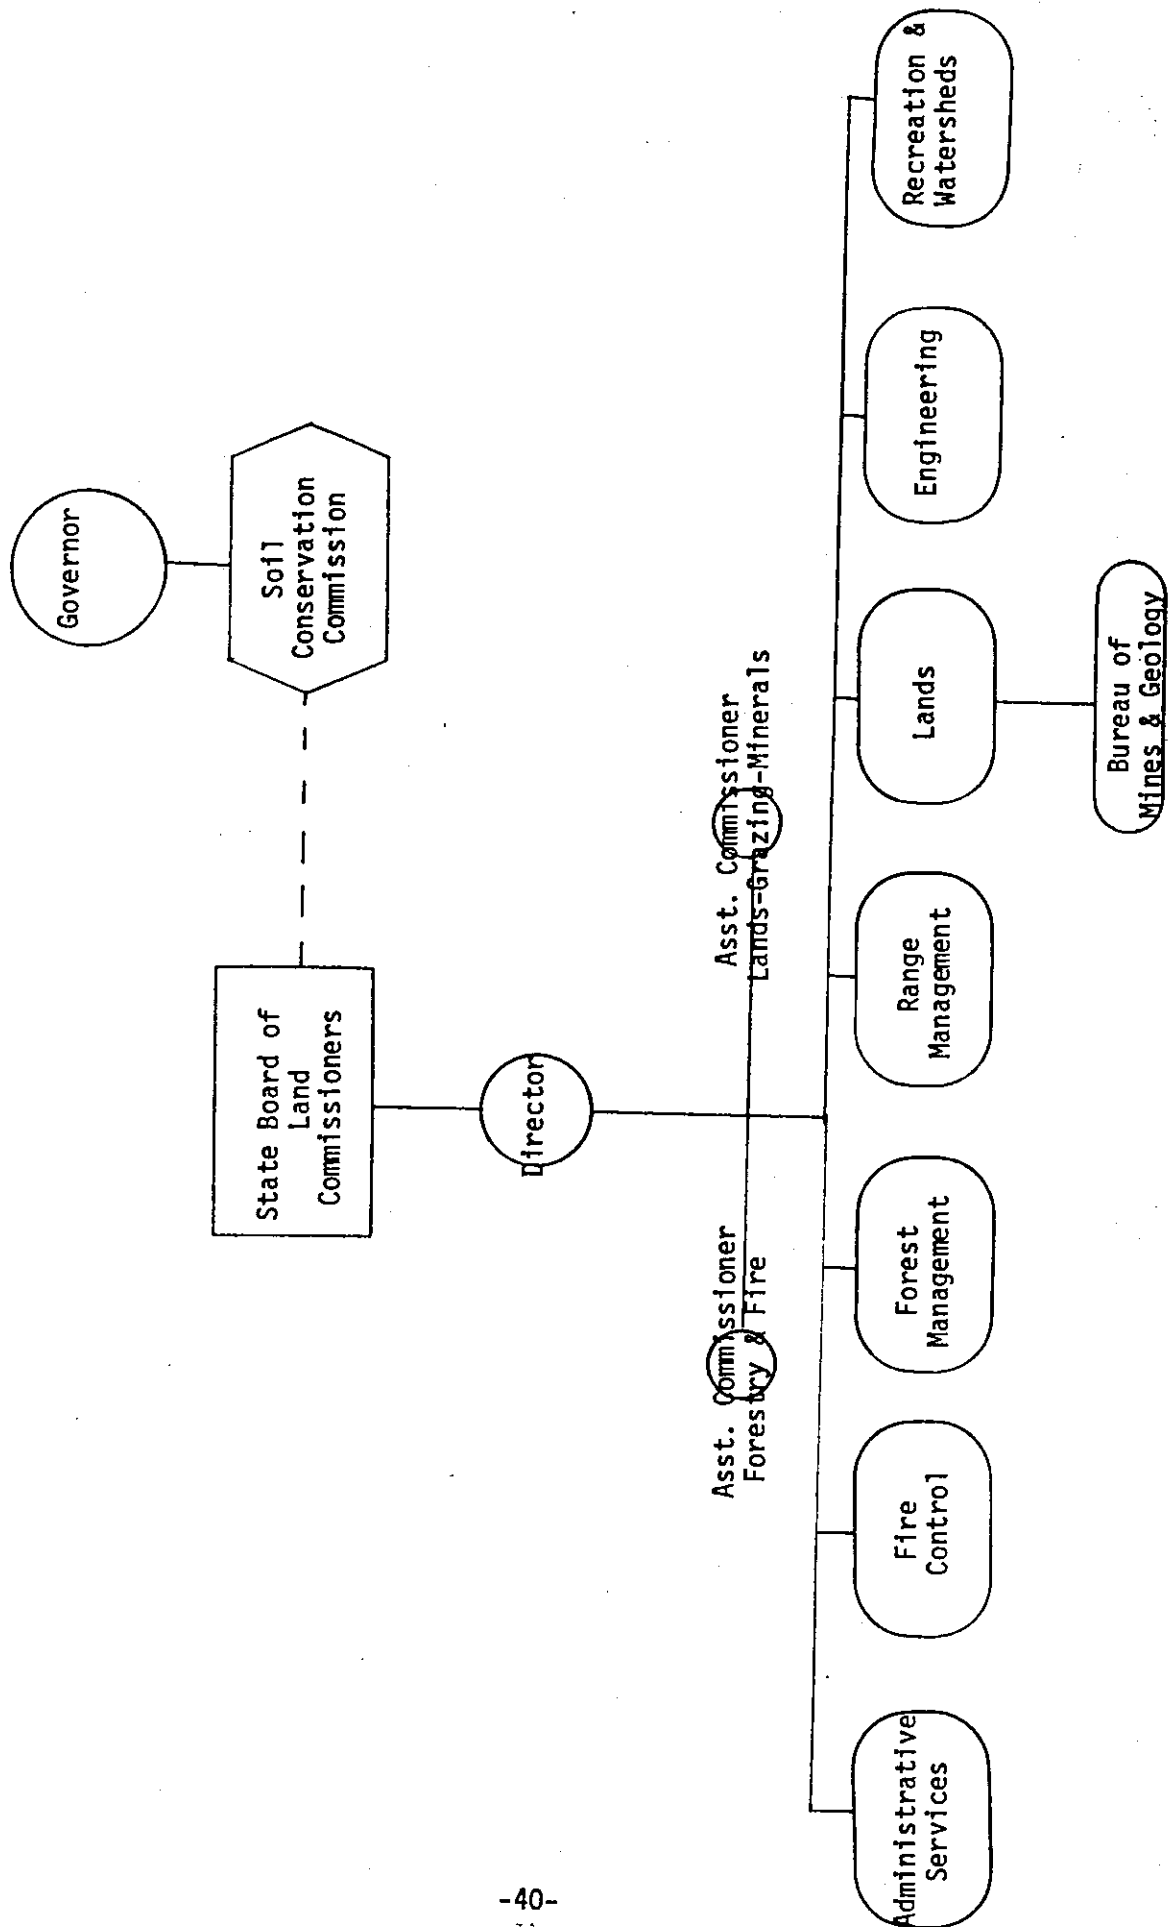 Governor
Soil
Conservation
Commission
State Board of
Land
Commissioners
Director
Asst. Commissioner
Forestry & Fire
Asst. Commissioner
Lands-Grazing-Minerals
Administrative
Services
Fire
Control
Forest
Management
Range
Management
Lands
Engineering
Recreation &
Watersheds
Bureau of
Mines & Geology
-40-